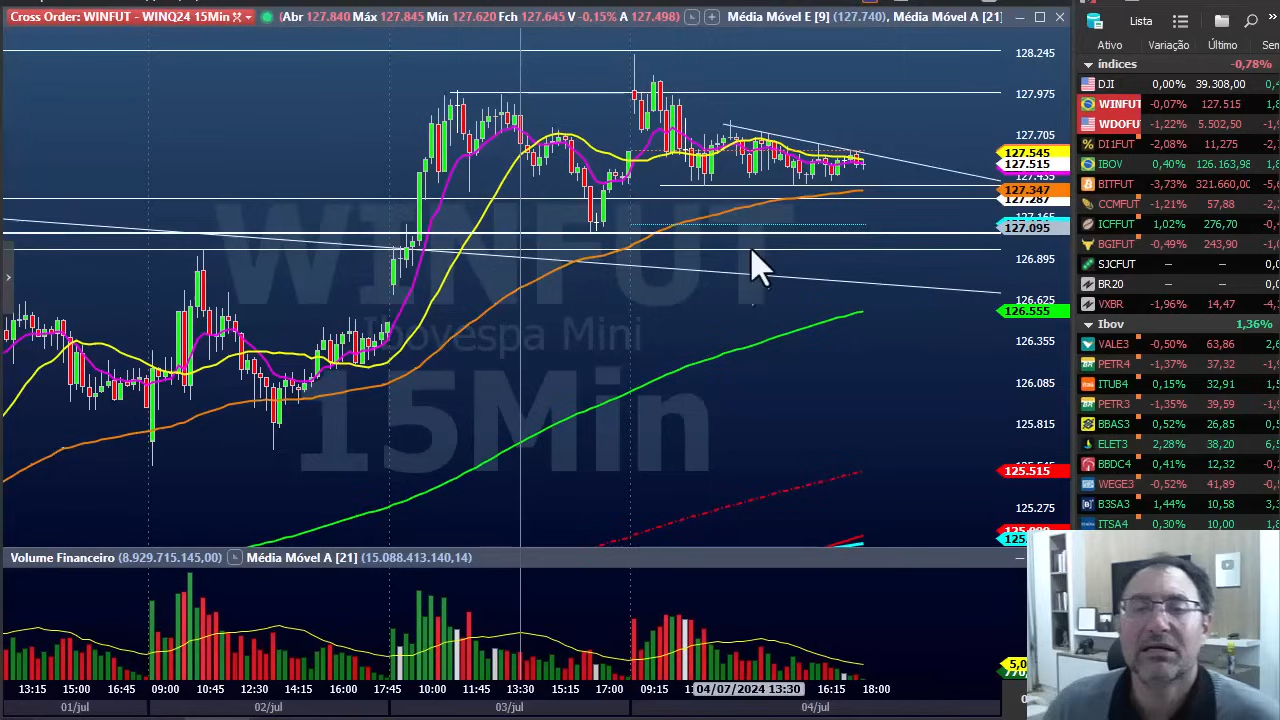 Cross Order: WINFUT - WINQ24 15Min
(Abr 127.840 Máx 127.845 Mín 127.620 Fch 127.645 V -0,15% A 127.498)
Média Móvel E [9] (127.740), Média Móvel A [21]
WINFUT
Ibovespa Mini
15Min
128.245
127.975
127.705
127.545
127.515
127.435
127.347
127.287
127.165
127.095
126.895
126.625
126.555
126.355
126.085
125.815
125.515
125.275
Volume Financeiro (8.929.715.145,00) Média Móvel A [21] (15.088.413.140,14)
13:15 15:00 16:45 09:00 10:45 12:30 14:15 16:00 17:45 10:00 11:45 13:30 15:15 17:00 09:15 04/07/2024 13:30 16:15 18:00
01/jul 02/jul 03/jul 04/jul
Lista
Ativo Variação Último
índices -0,78%
DJI 0,00% 39.308,00
WINFUT -0,07% 127.515
WDOFU -1,22% 5.502,50
DI1FUT -2,08% 11,275
IBOV 0,40% 126.163,98
BITFUT -3,73% 321.660,00
CCMFUT -1,21% 57,88
ICFFUT 1,02% 276,70
BGIFUT -0,49% 243,90
SJCFUT – –
BR20 – –
VXBR -1,96% 14,47
Ibov 1,36%
VALE3 -0,50% 63,86
PETR4 -1,37% 37,32
ITUB4 0,15% 32,91
PETR3 -1,35% 39,59
BBAS3 0,52% 26,85
ELET3 2,28% 38,20
BBDC4 0,41% 12,32
WEGE3 -0,52% 41,89
B3SA3 1,44% 10,58
ITSA4 0,30% 10,00